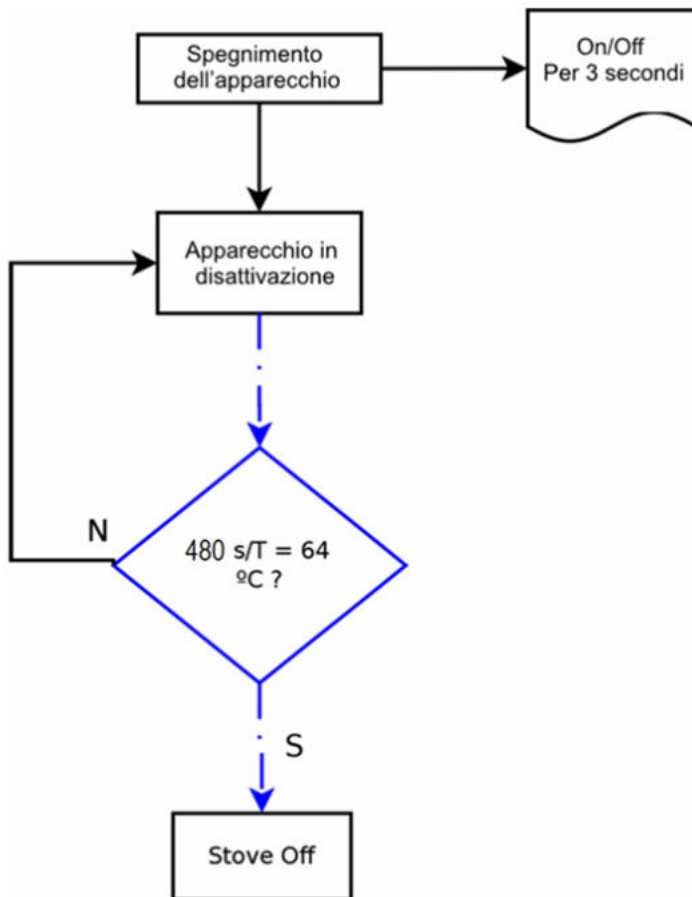 Spegnimento
dell'apparecchio
On/Off
Per 3 secondi
Apparecchio in
disattivazione
N
480 s/T = 64
ºC ?
S
Stove Off